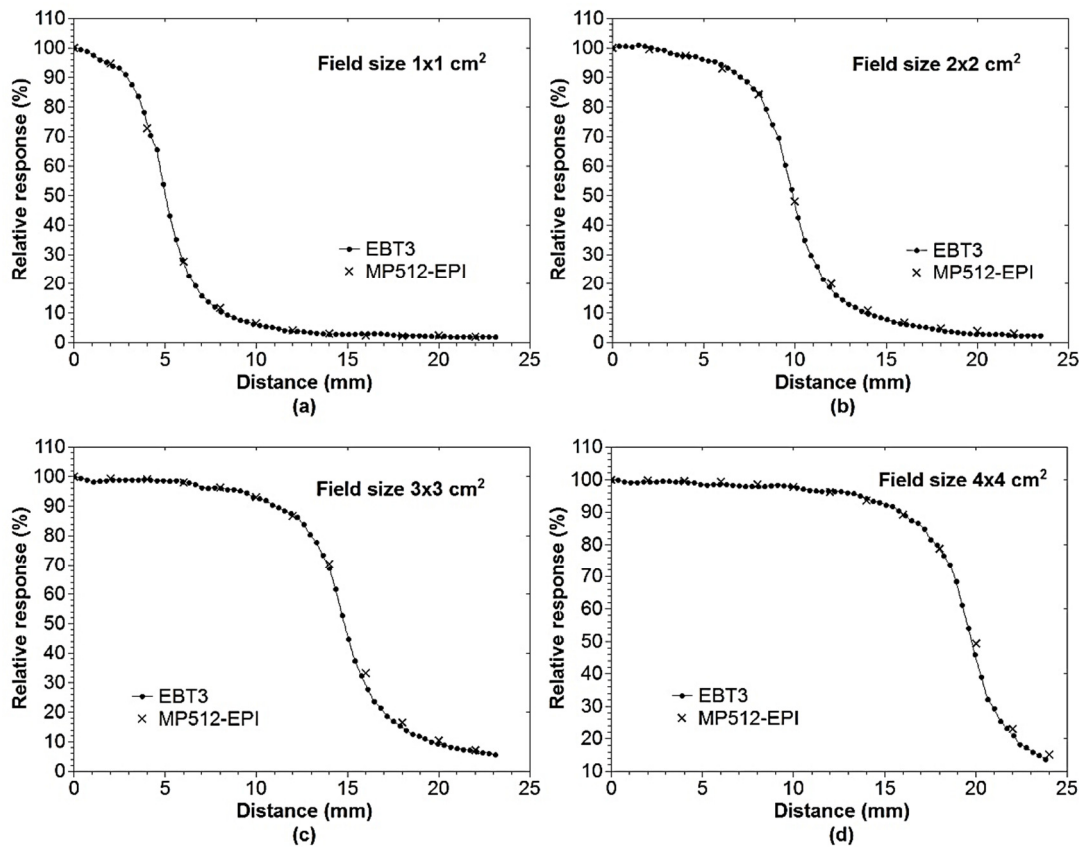 110
100
90
80
70
60
50
40
30
20
10
0
Relative response (%)
Field size 1x1 cm²
EBT3
MP512-EPI
0 5 10 15 20 25
Distance (mm)
(a)
110
100
90
80
70
60
50
40
30
20
10
0
Relative response (%)
Field size 2x2 cm²
EBT3
MP512-EPI
0 5 10 15 20 25
Distance (mm)
(b)
110
100
90
80
70
60
50
40
30
20
10
0
Relative response (%)
Field size 3x3 cm²
EBT3
MP512-EPI
0 5 10 15 20 25
Distance (mm)
(c)
110
100
90
80
70
60
50
40
30
20
10
Relative response (%)
Field size 4x4 cm²
EBT3
MP512-EPI
0 5 10 15 20 25
Distance (mm)
(d)